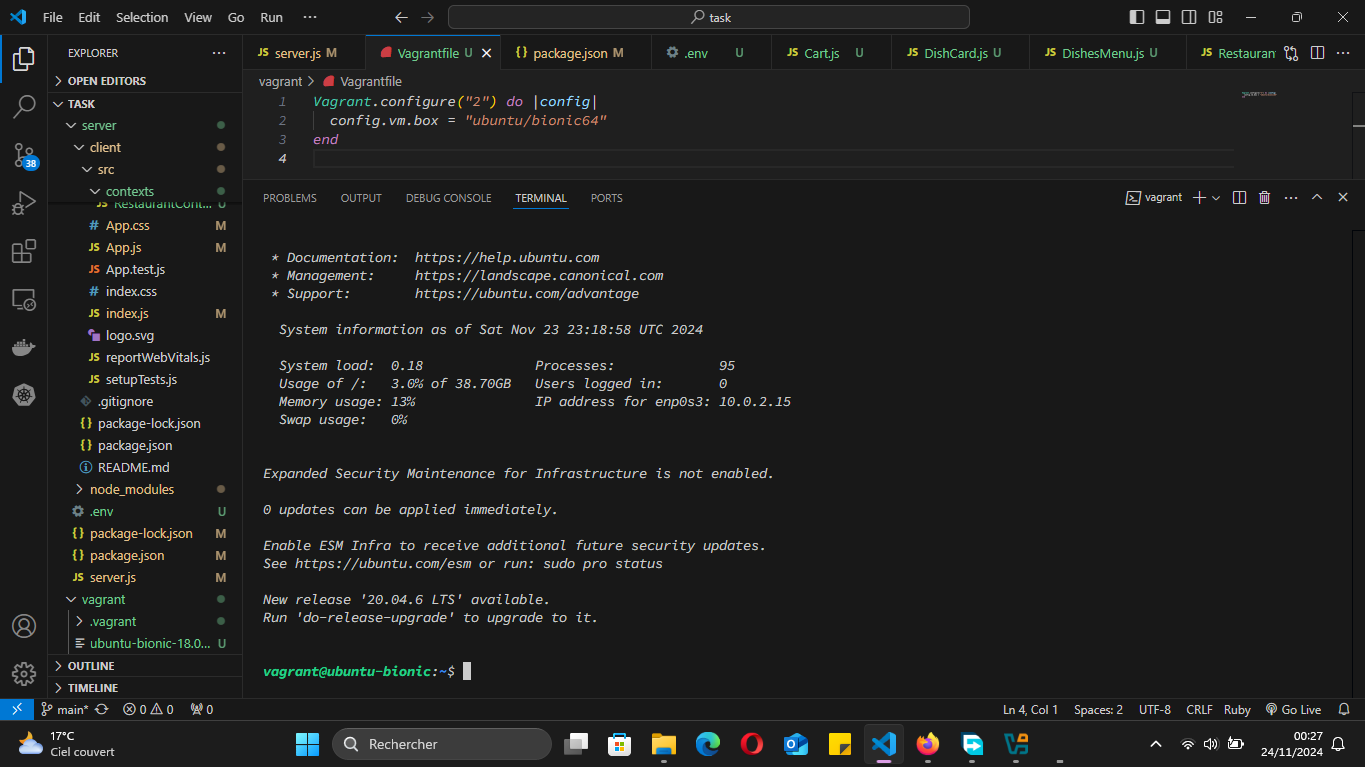 File Edit Selection View Go Run ··· task
EXPLORER ···
OPEN EDITORS
TASK
server
client
src
contexts
JS RestaurantCont... U
# App.css M
JS App.js M
JS App.test.js
# index.css
JS index.js M
logo.svg
JS reportWebVitals.js
JS setupTests.js
.gitignore
{} package-lock.json
{} package.json
README.md
node_modules
.env U
{} package-lock.json M
{} package.json M
JS server.js M
vagrant
.vagrant
ubuntu-bionic-18.0... U
OUTLINE
TIMELINE
38
JS server.js M Vagrantfile U {} package.json M .env U JS Cart.js U JS DishCard.js U JS DishesMenu.js U JS Restauran
vagrant > Vagrantfile
1 Vagrant.configure("2") do |config|
2 config.vm.box = "ubuntu/bionic64"
3 end
4
PROBLEMS OUTPUT DEBUG CONSOLE TERMINAL PORTS vagrant
* Documentation: https://help.ubuntu.com
* Management: https://landscape.canonical.com
* Support: https://ubuntu.com/advantage
System information as of Sat Nov 23 23:18:58 UTC 2024
System load: 0.18 Processes: 95
Usage of /: 3.0% of 38.70GB Users logged in: 0
Memory usage: 13% IP address for enp0s3: 10.0.2.15
Swap usage: 0%
Expanded Security Maintenance for Infrastructure is not enabled.
0 updates can be applied immediately.
Enable ESM Infra to receive additional future security updates.
See https://ubuntu.com/esm or run: sudo pro status
New release '20.04.6 LTS' available.
Run 'do-release-upgrade' to upgrade to it.
vagrant@ubuntu-bionic:~$
main* 0 0 0 Ln 4, Col 1 Spaces: 2 UTF-8 CRLF Ruby Go Live
17°C
Ciel couvert
Rechercher
00:27
24/11/2024